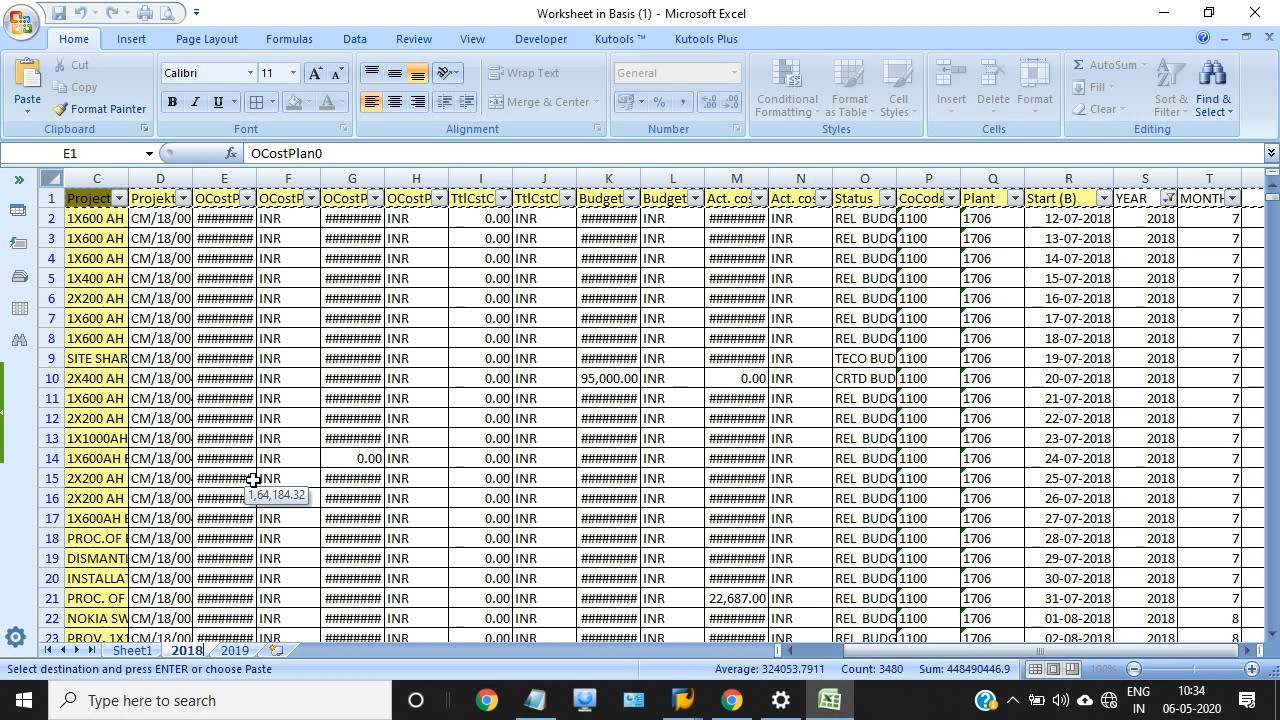 Worksheet in Basis (1) - Microsoft Excel
Home Insert Page Layout Formulas Data Review View Developer Kutools ™ Kutools Plus
Paste Cut Copy Format Painter Clipboard
Calibri 11 B I U Font
Wrap Text Merge & Center Alignment
General % , Number
Conditional Formatting Format as Table Cell Styles Styles
Insert Delete Format Cells
AutoSum Fill Clear Sort & Filter Find & Select Editing
E1 fx OCostPlan0
C D E F G H I J K L M N O P Q R S T
1 Project Projekt OCostP OCostP OCostP OCostP TtlCstC TtlCstC Budget Budget Act. cos Act. cos Status CoCode Plant Start (B) YEAR MONTH
2 1X600 AH CM/18/00 ######## INR ######## INR 0.00 INR ######## INR ######## INR REL BUDG 1100 1706 12-07-2018 2018 7
3 1X600 AH CM/18/00 ######## INR ######## INR 0.00 INR ######## INR ######## INR REL BUDG 1100 1706 13-07-2018 2018 7
4 1X600 AH CM/18/00 ######## INR ######## INR 0.00 INR ######## INR ######## INR REL BUDG 1100 1706 14-07-2018 2018 7
5 1X400 AH CM/18/00 ######## INR ######## INR 0.00 INR ######## INR ######## INR REL BUDG 1100 1706 15-07-2018 2018 7
6 2X200 AH CM/18/00 ######## INR ######## INR 0.00 INR ######## INR ######## INR REL BUDG 1100 1706 16-07-2018 2018 7
7 1X600 AH CM/18/00 ######## INR ######## INR 0.00 INR ######## INR ######## INR REL BUDG 1100 1706 17-07-2018 2018 7
8 1X600 AH CM/18/00 ######## INR ######## INR 0.00 INR ######## INR ######## INR REL BUDG 1100 1706 18-07-2018 2018 7
9 SITE SHAR CM/18/00 ######## INR ######## INR 0.00 INR ######## INR ######## INR TECO BUD 1100 1706 19-07-2018 2018 7
10 2X400 AH CM/18/004 ######## INR ######## INR 0.00 INR 95,000.00 INR 0.00 INR CRTD BUD 1100 1706 20-07-2018 2018 7
11 1X600 AH CM/18/004 ######## INR ######## INR 0.00 INR ######## INR ######## INR REL BUDG 1100 1706 21-07-2018 2018 7
12 2X200 AH CM/18/004 ######## INR ######## INR 0.00 INR ######## INR ######## INR REL BUDG 1100 1706 22-07-2018 2018 7
13 1X1000AH CM/18/004 ######## INR ######## INR 0.00 INR ######## INR ######## INR REL BUDG 1100 1706 23-07-2018 2018 7
14 1X600AH E CM/18/004 ######## INR 0.00 INR 0.00 INR ######## INR ######## INR REL BUDG 1100 1706 24-07-2018 2018 7
15 2X200 AH CM/18/004 ####### INR ######## INR 0.00 INR ######## INR ######## INR REL BUDG 1100 1706 25-07-2018 2018 7
1,64,184.32
16 2X200 AH CM/18/004 ###### ######## INR 0.00 INR ######## INR ######## INR REL BUDG 1100 1706 26-07-2018 2018 7
17 1X600AH E CM/18/004 ######## INR ######## INR 0.00 INR ######## INR ######## INR REL BUDG 1100 1706 27-07-2018 2018 7
18 PROC.OF CM/18/00 ######## INR ######## INR 0.00 INR ######## INR ######## INR REL BUDG 1100 1706 28-07-2018 2018 7
19 DISMANTI CM/18/00 ######## INR ######## INR 0.00 INR ######## INR ######## INR REL BUDG 1100 1706 29-07-2018 2018 7
20 INSTALLAT CM/18/00 ######## INR ######## INR 0.00 INR ######## INR ######## INR REL BUDG 1100 1706 30-07-2018 2018 7
21 PROC. OF CM/18/00 ######## INR ######## INR 0.00 INR ######## INR 22,687.00 INR REL BUDG 1100 1706 31-07-2018 2018 7
22 NOKIA SW CM/18/00 ######## INR ######## INR 0.00 INR ######## INR ######## INR REL BUDG 1100 1706 01-08-2018 2018 8
23 PROV. 1X1 CM/18/00 ######## INR ######## INR 0.00 INR ######## INR ######## INR REL BUDG 1100 1706 02-08-2018 2018 8
Sheet1 2018 2019
Select destination and press ENTER or choose Paste Average: 324053.7911 Count: 3480 Sum: 448490446.9 100%
Type here to search ENG IN 10:34 06-05-2020